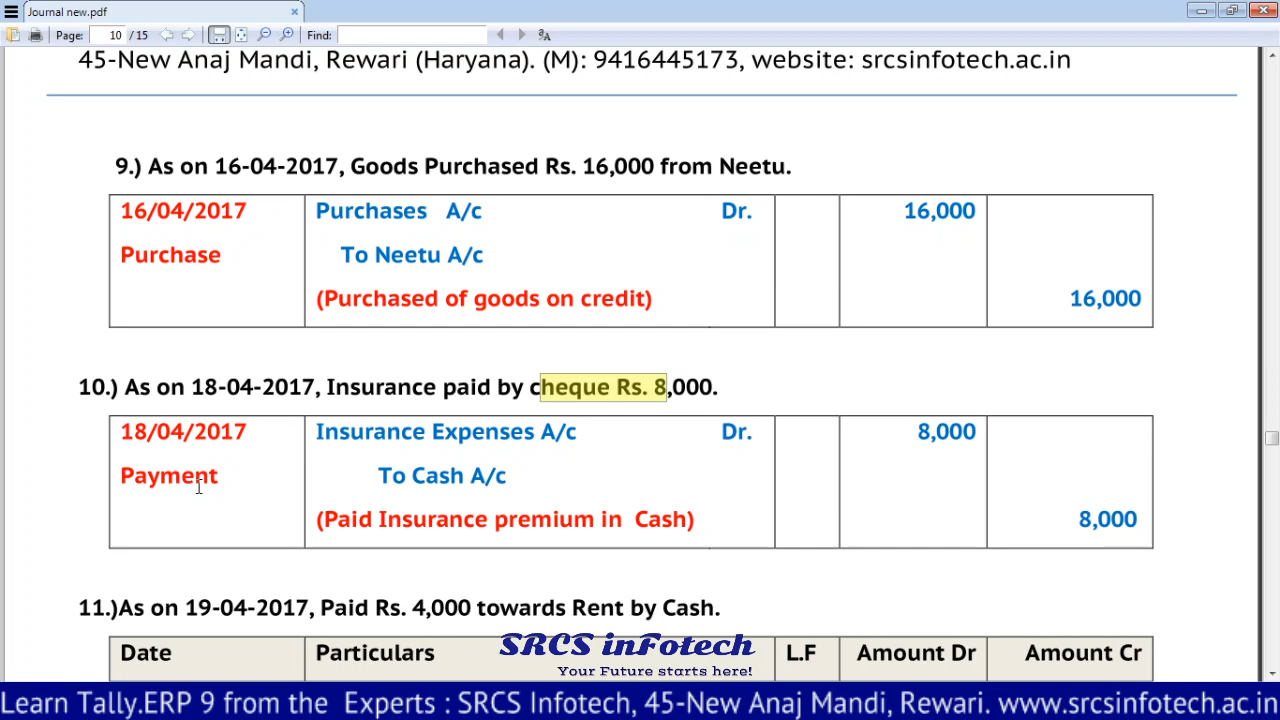 Journal new.pdf
Page: 10 / 15 Find:
45-New Anaj Mandi, Rewari (Haryana). (M): 9416445173, website: srcsinfotech.ac.in
9.) As on 16-04-2017, Goods Purchased Rs. 16,000 from Neetu.
16/04/2017 Purchases A/c Dr. 16,000
Purchase To Neetu A/c
(Purchased of goods on credit) 16,000
10.) As on 18-04-2017, Insurance paid by cheque Rs. 8,000.
18/04/2017 Insurance Expenses A/c Dr. 8,000
Payment To Cash A/c
(Paid Insurance premium in Cash) 8,000
11.)As on 19-04-2017, Paid Rs. 4,000 towards Rent by Cash.
Date Particulars L.F Amount Dr Amount Cr
SRCS inFotech
Your Future starts here!
Learn Tally.ERP 9 from the Experts : SRCS Infotech, 45-New Anaj Mandi, Rewari. www.srcsinfotech.ac.in